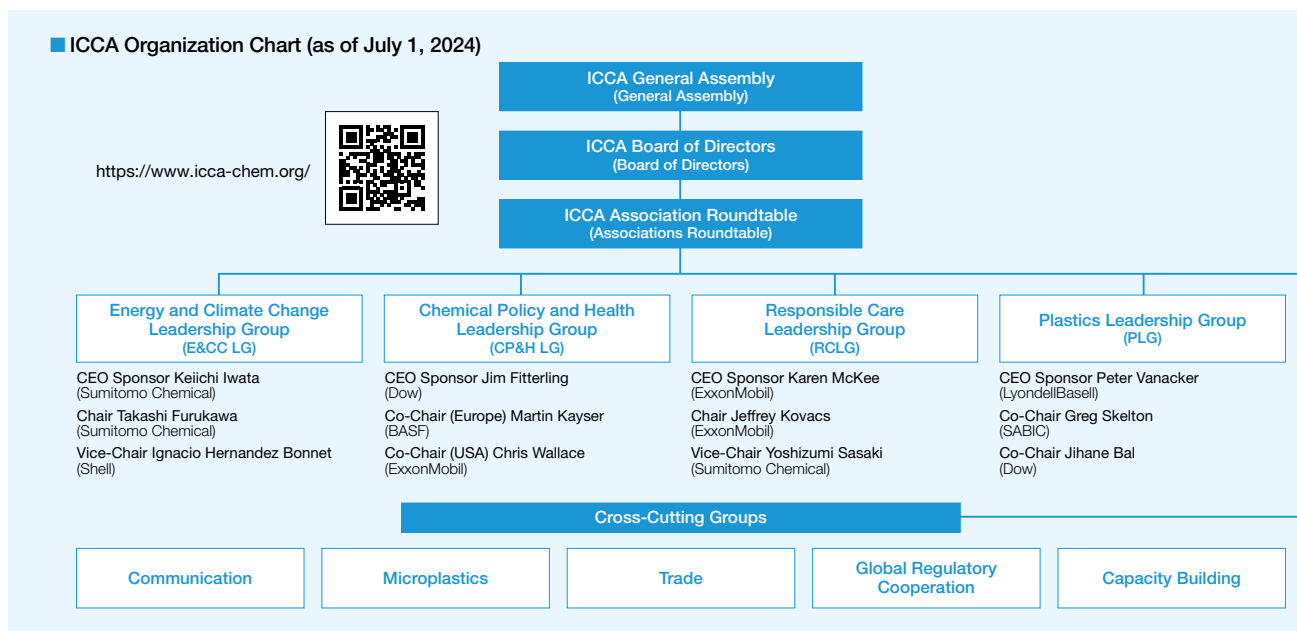 ICCA Organization Chart (as of July 1, 2024)
https://www.icca-chem.org/
ICCA General Assembly
(General Assembly)
ICCA Board of Directors
(Board of Directors)
ICCA Association Roundtable
(Associations Roundtable)
Energy and Climate Change
Leadership Group
(E&CC LG)
CEO Sponsor Keiichi Iwata
(Sumitomo Chemical)
Chair Takashi Furukawa
(Sumitomo Chemical)
Vice-Chair Ignacio Hernandez Bonnet
(Shell)
Chemical Policy and Health
Leadership Group
(CP&H LG)
CEO Sponsor Jim Fitterling
(Dow)
Co-Chair (Europe) Martin Kayser
(BASF)
Co-Chair (USA) Chris Wallace
(ExxonMobil)
Responsible Care
Leadership Group
(RCLG)
CEO Sponsor Karen McKee
(ExxonMobil)
Chair Jeffrey Kovacs
(ExxonMobil)
Vice-Chair Yoshizumi Sasaki
(Sumitomo Chemical)
Plastics Leadership Group
(PLG)
CEO Sponsor Peter Vanacker
(LyondellBasell)
Co-Chair Greg Skelton
(SABIC)
Co-Chair Jihane Bal
(Dow)
Cross-Cutting Groups
Communication
Microplastics
Trade
Global Regulatory
Cooperation
Capacity Building